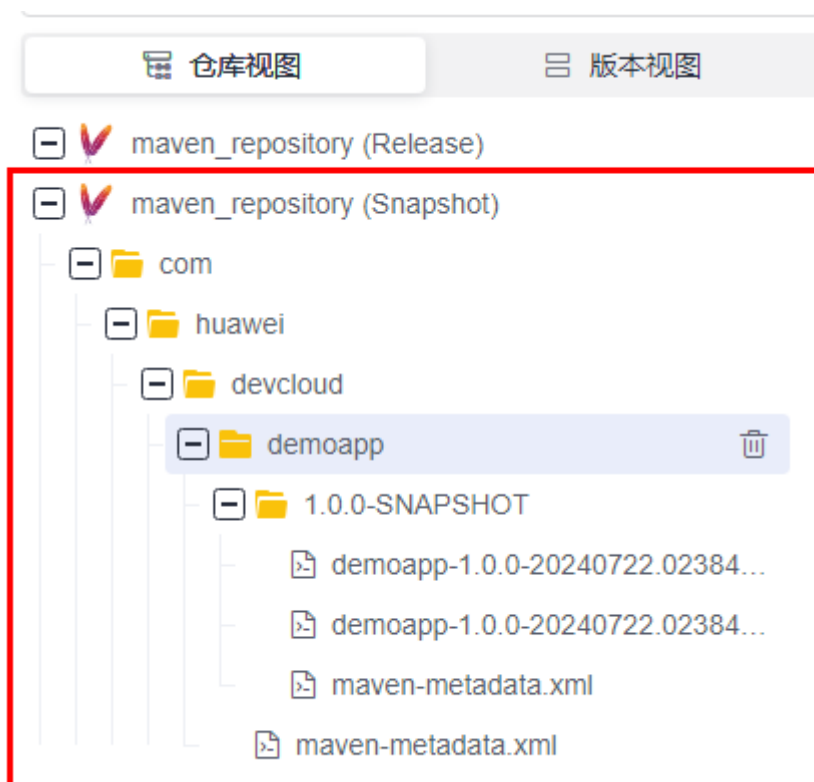 仓库视图 版本视图
maven_repository (Release)
maven_repository (Snapshot)
com
huawei
devcloud
demoapp
1.0.0-SNAPSHOT
demoapp-1.0.0-20240722.02384...
demoapp-1.0.0-20240722.02384...
maven-metadata.xml
maven-metadata.xml